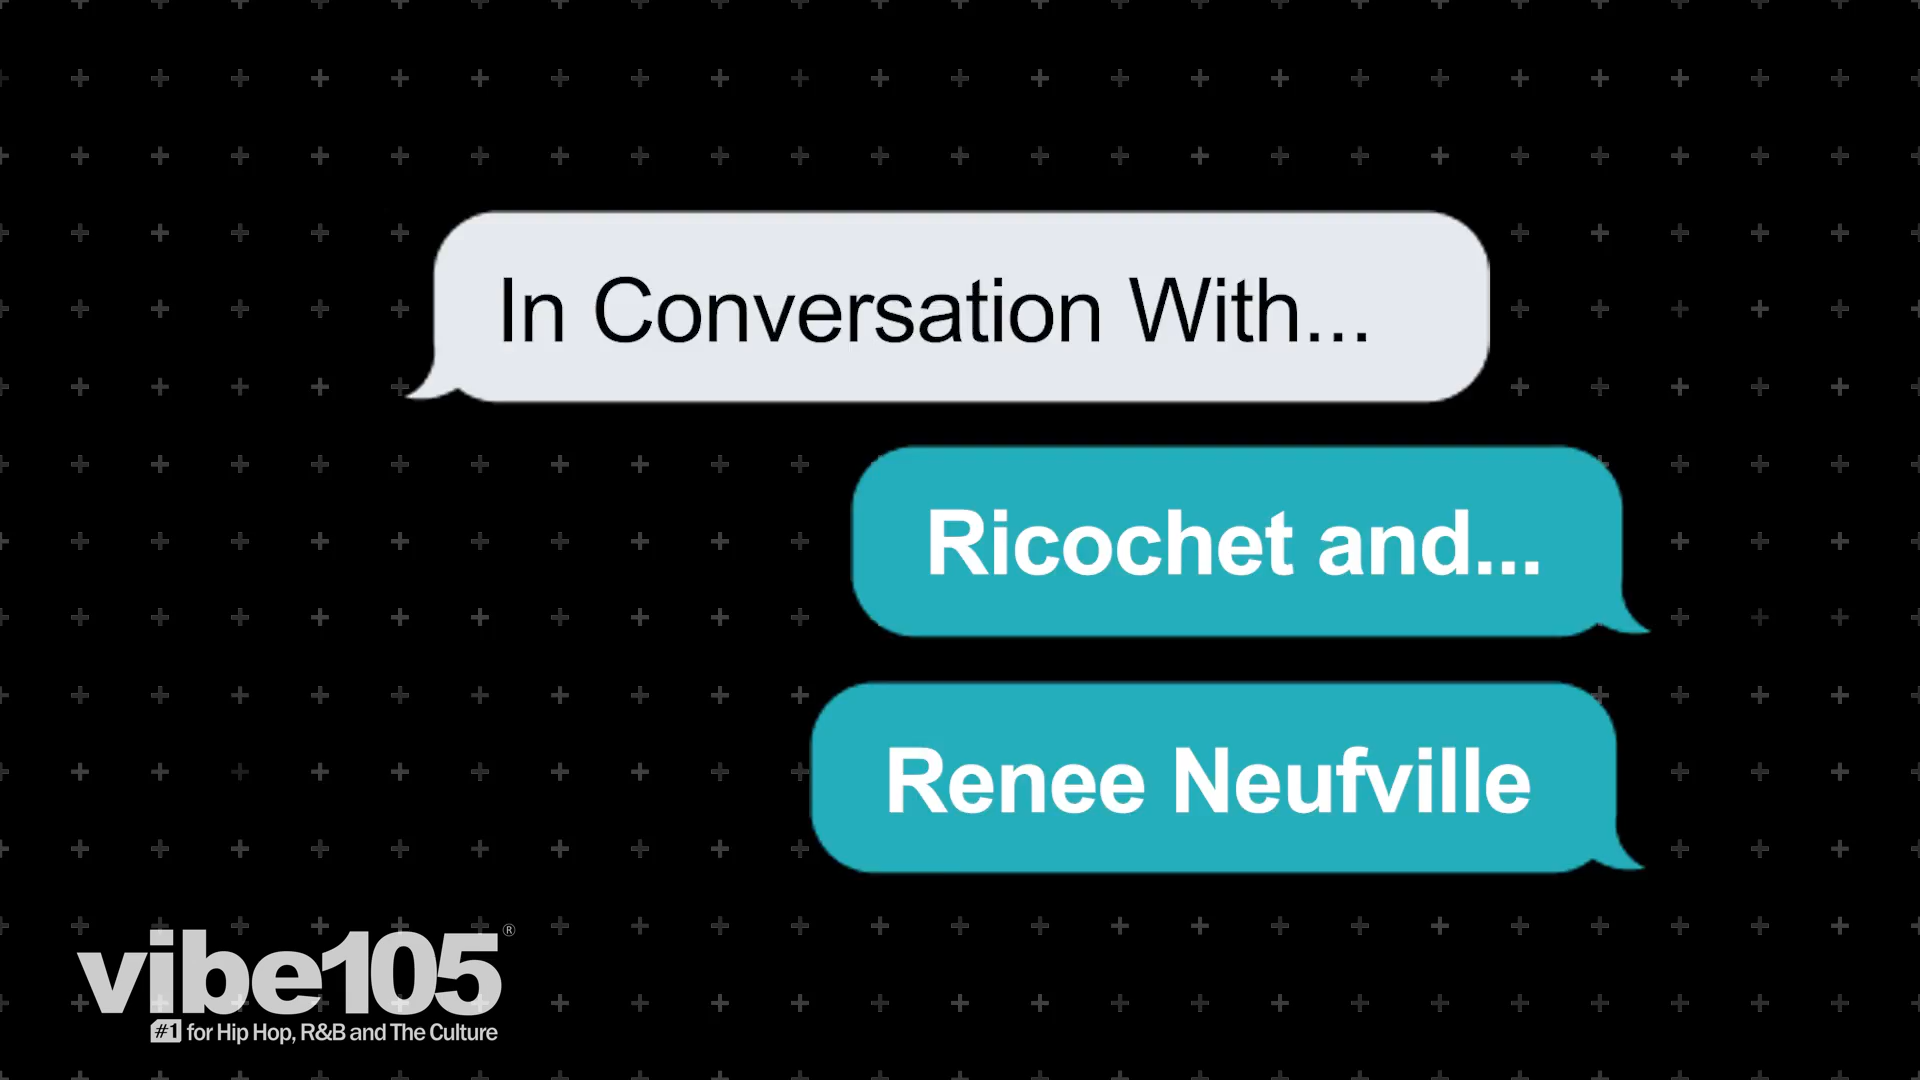 In Conversation With...
Ricochet and...
Renee Neufville
vibe105®
#1 for Hip Hop, R&B and The Culture